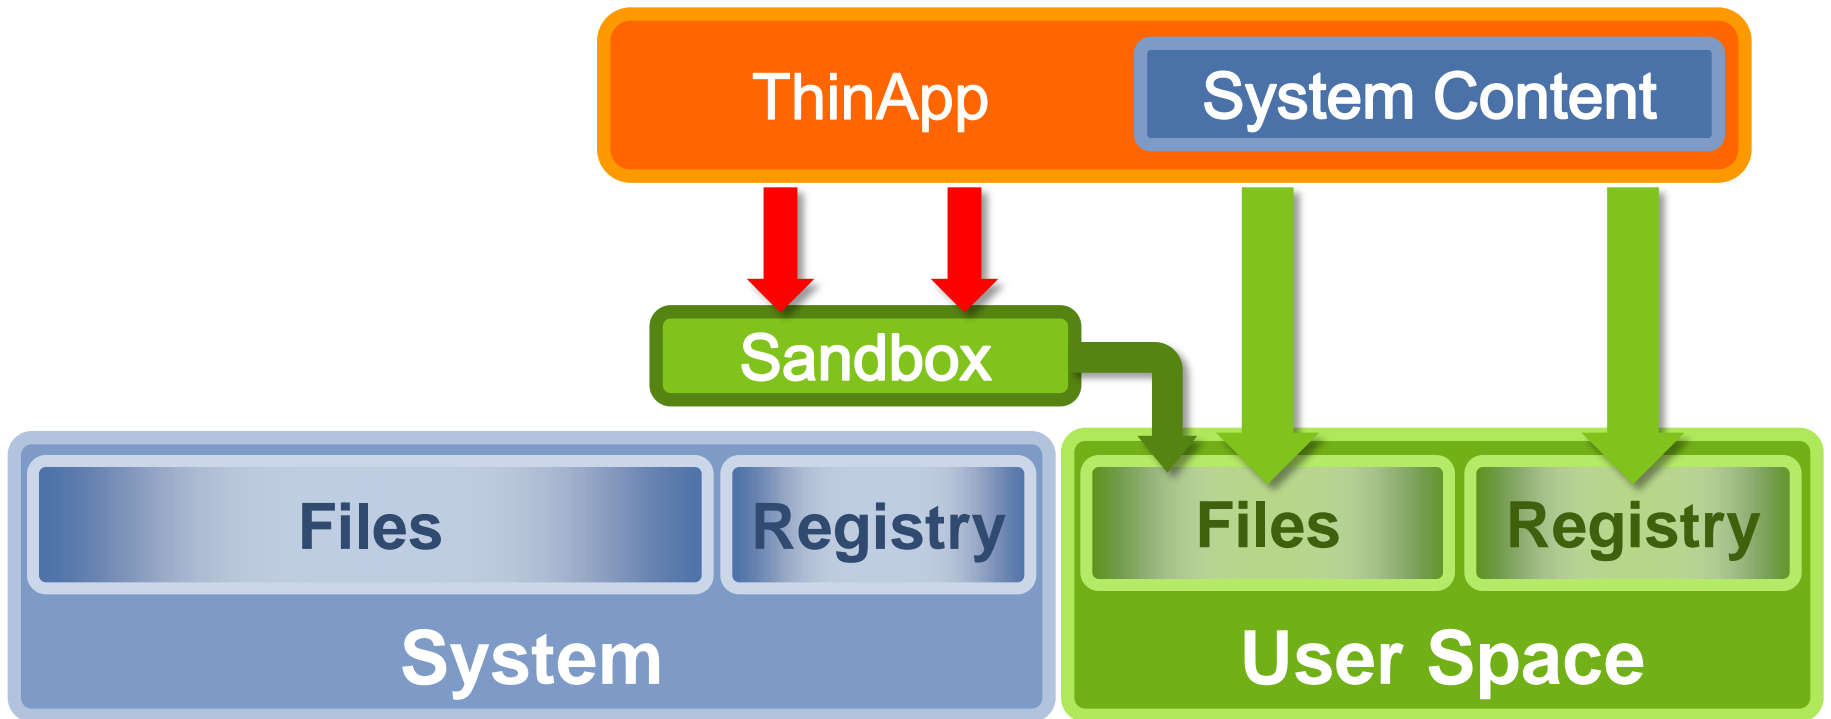 ThinApp
System Content
Sandbox
Files
Registry
Files
Registry
System
User Space